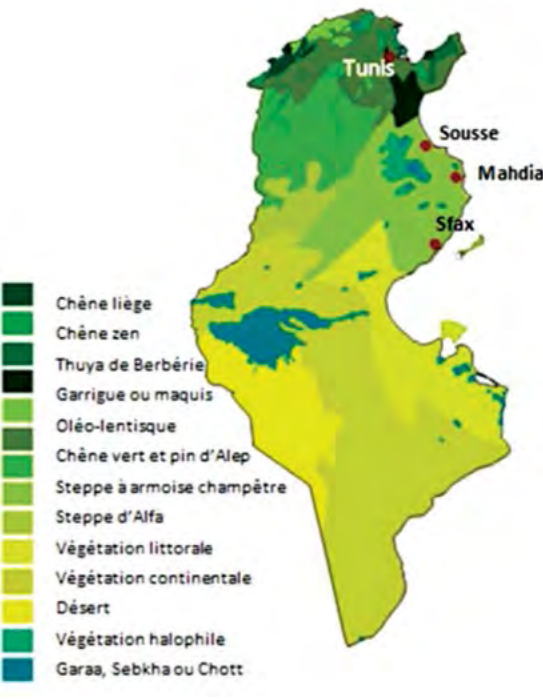 Tunis
Sousse
Mahdia
Sfax
Chêne liège
Chêne zen
Thuya de Berbérie
Garrigue ou maquis
Oléo-lentisque
Chêne vert et pin d'Alep
Steppe à armoise champêtre
Steppe d'Alfa
Végétation littorale
Végétation continentale
Désert
Végétation halophile
Garaa, Sebkha ou Chott